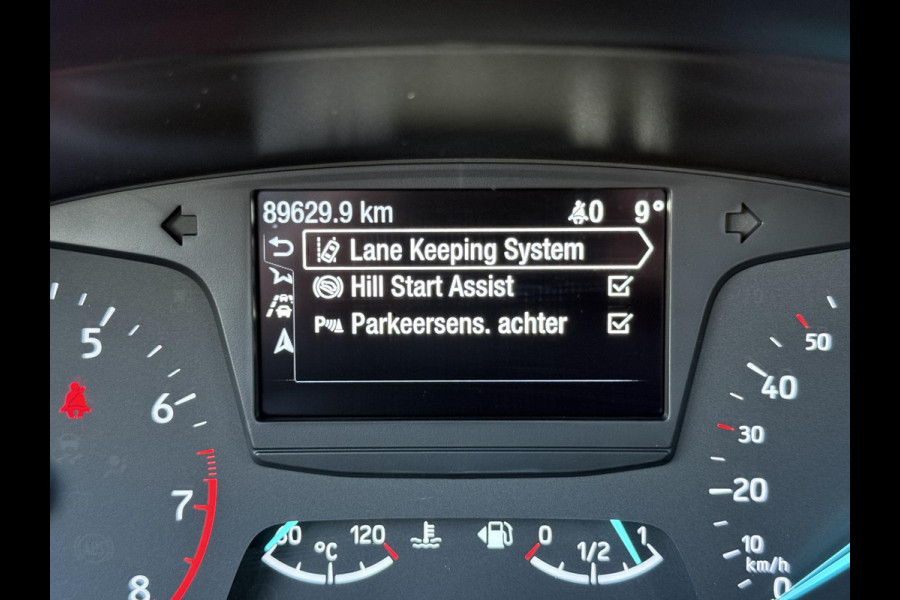 89629.9 km 0 9°
Lane Keeping System
Hill Start Assist
P Parkeersens. achter
5
6
7
8
50
40
30
20
10
km/h
0
60 °C 120
0 1/2 1